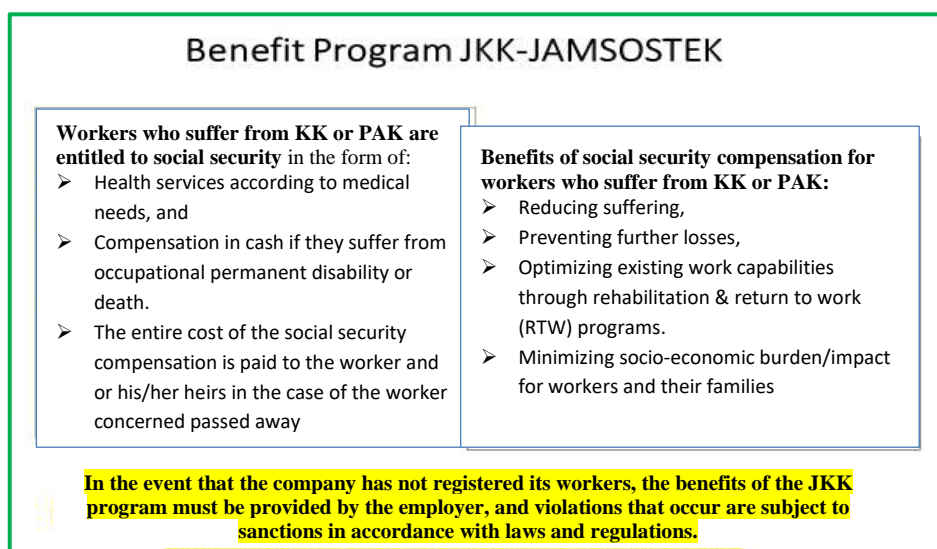 Benefit Program JKK-JAMSOSTEK
Workers who suffer from KK or PAK are
entitled to social security in the form of:
➢ Health services according to medical
needs, and
➢ Compensation in cash if they suffer from
occupational permanent disability or
death.
➢ The entire cost of the social security
compensation is paid to the worker and
or his/her heirs in the case of the worker
concerned passed away
Benefits of social security compensation for
workers who suffer from KK or PAK:
➢ Reducing suffering,
➢ Preventing further losses,
➢ Optimizing existing work capabilities
through rehabilitation & return to work
(RTW) programs.
➢ Minimizing socio-economic burden/impact
for workers and their families
In the event that the company has not registered its workers, the benefits of the JKK
program must be provided by the employer, and violations that occur are subject to
sanctions in accordance with laws and regulations.